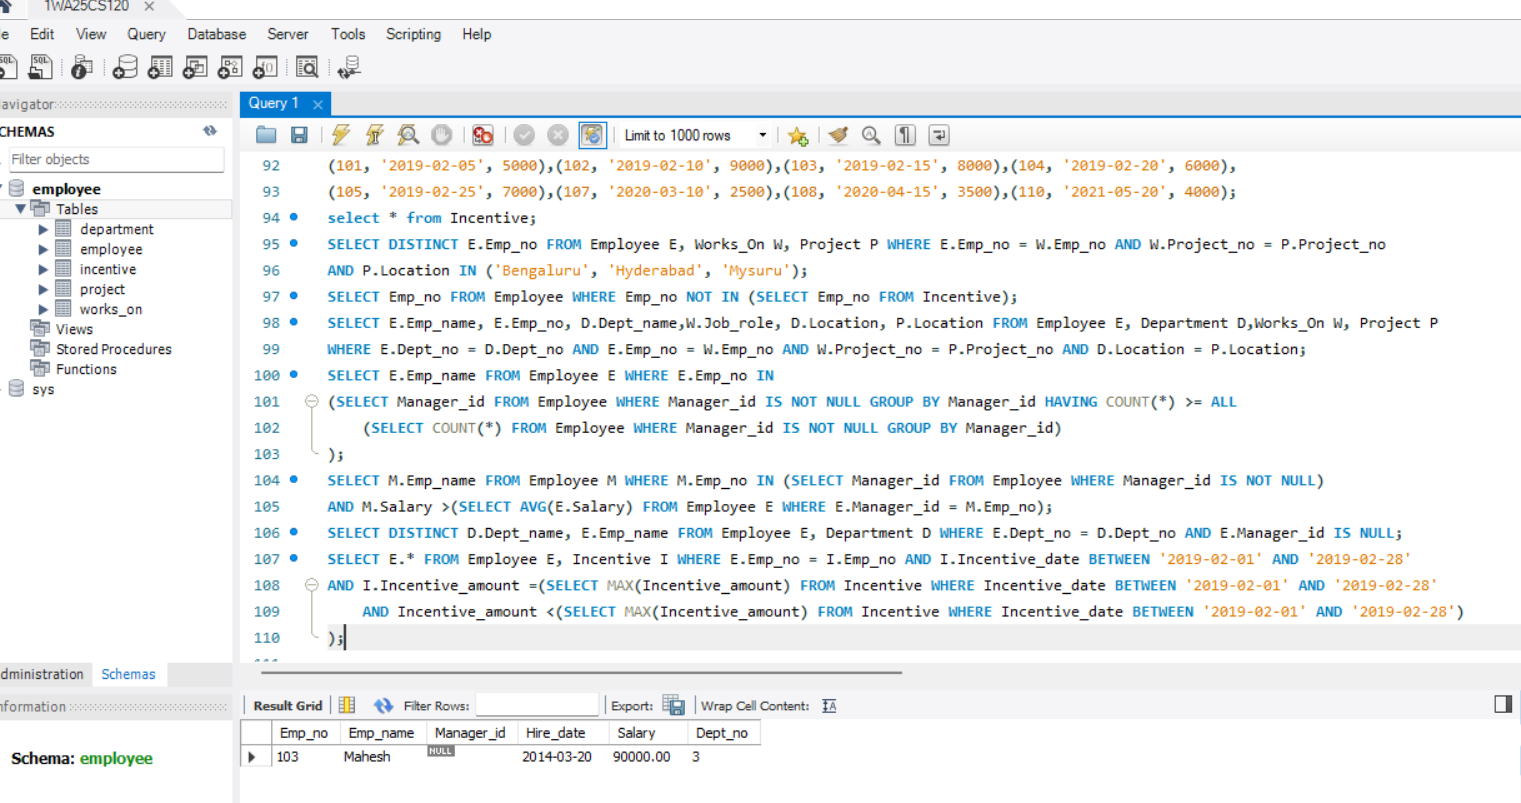 1WA25CS120
Edit View Query Database Server Tools Scripting Help
Query 1
SCHEMAS
Filter objects
employee
Tables
department
employee
incentive
project
works_on
Views
Stored Procedures
Functions
sys
Limit to 1000 rows
92 (101, '2019-02-05', 5000),(102, '2019-02-10', 9000),(103, '2019-02-15', 8000),(104, '2019-02-20', 6000),
93 (105, '2019-02-25', 7000),(107, '2020-03-10', 2500),(108, '2020-04-15', 3500),(110, '2021-05-20', 4000);
94 select * from Incentive;
95 SELECT DISTINCT E.Emp_no FROM Employee E, Works_On W, Project P WHERE E.Emp_no = W.Emp_no AND W.Project_no = P.Project_no
96 AND P.Location IN ('Bengaluru', 'Hyderabad', 'Mysuru');
97 SELECT Emp_no FROM Employee WHERE Emp_no NOT IN (SELECT Emp_no FROM Incentive);
98 SELECT E.Emp_name, E.Emp_no, D.Dept_name,W.Job_role, D.Location, P.Location FROM Employee E, Department D,Works_On W, Project P
99 WHERE E.Dept_no = D.Dept_no AND E.Emp_no = W.Emp_no AND W.Project_no = P.Project_no AND D.Location = P.Location;
100 SELECT E.Emp_name FROM Employee E WHERE E.Emp_no IN
101 (SELECT Manager_id FROM Employee WHERE Manager_id IS NOT NULL GROUP BY Manager_id HAVING COUNT(*) >= ALL
102 (SELECT COUNT(*) FROM Employee WHERE Manager_id IS NOT NULL GROUP BY Manager_id)
103 );
104 SELECT M.Emp_name FROM Employee M WHERE M.Emp_no IN (SELECT Manager_id FROM Employee WHERE Manager_id IS NOT NULL)
105 AND M.Salary >(SELECT AVG(E.Salary) FROM Employee E WHERE E.Manager_id = M.Emp_no);
106 SELECT DISTINCT D.Dept_name, E.Emp_name FROM Employee E, Department D WHERE E.Dept_no = D.Dept_no AND E.Manager_id IS NULL;
107 SELECT E.* FROM Employee E, Incentive I WHERE E.Emp_no = I.Emp_no AND I.Incentive_date BETWEEN '2019-02-01' AND '2019-02-28'
108 AND I.Incentive_amount =(SELECT MAX(Incentive_amount) FROM Incentive WHERE Incentive_date BETWEEN '2019-02-01' AND '2019-02-28'
109 AND Incentive_amount <(SELECT MAX(Incentive_amount) FROM Incentive WHERE Incentive_date BETWEEN '2019-02-01' AND '2019-02-28')
110 );
Administration Schemas
Information
Schema: employee
Result Grid Filter Rows: Export: Wrap Cell Content:
Emp_no Emp_name Manager_id Hire_date Salary Dept_no
103 Mahesh NULL 2014-03-20 90000.00 3